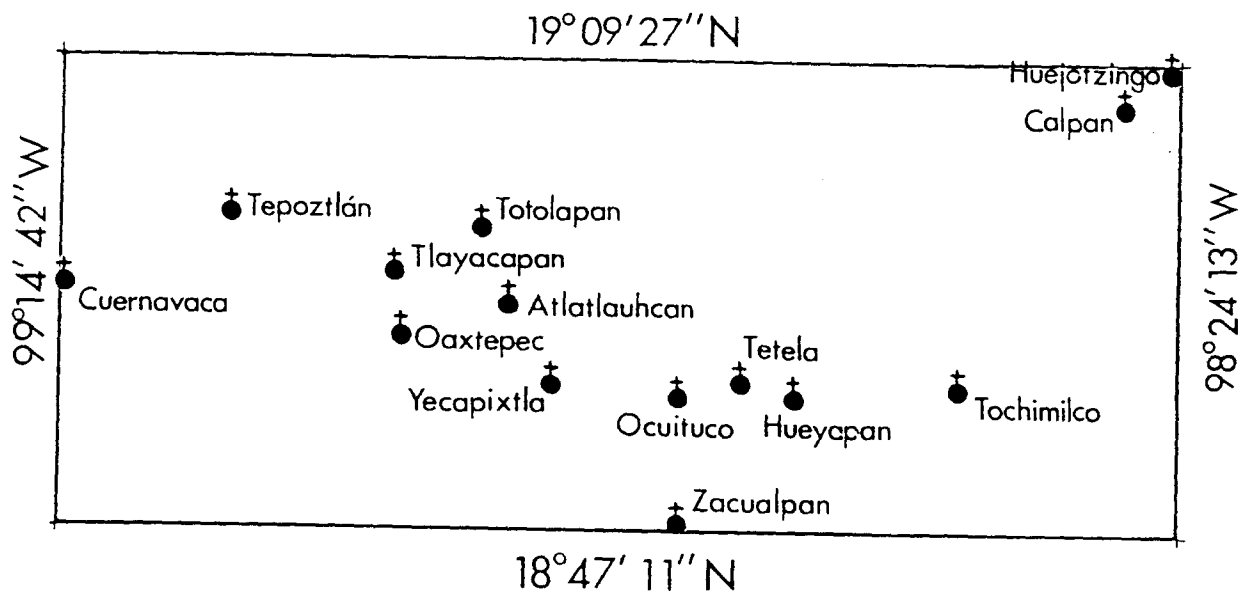 19°09'27''N
Huejotzingo
Calpan
99°14' 42''W
98°24'13''W
Tepoztlán
Totolapan
Tlayacapan
Cuernavaca
Atlatlauhcan
Oaxtepec
Tetela
Yecapixtla
Ocuituco
Hueyapan
Tochimilco
Zacualpan
18°47' 11''N